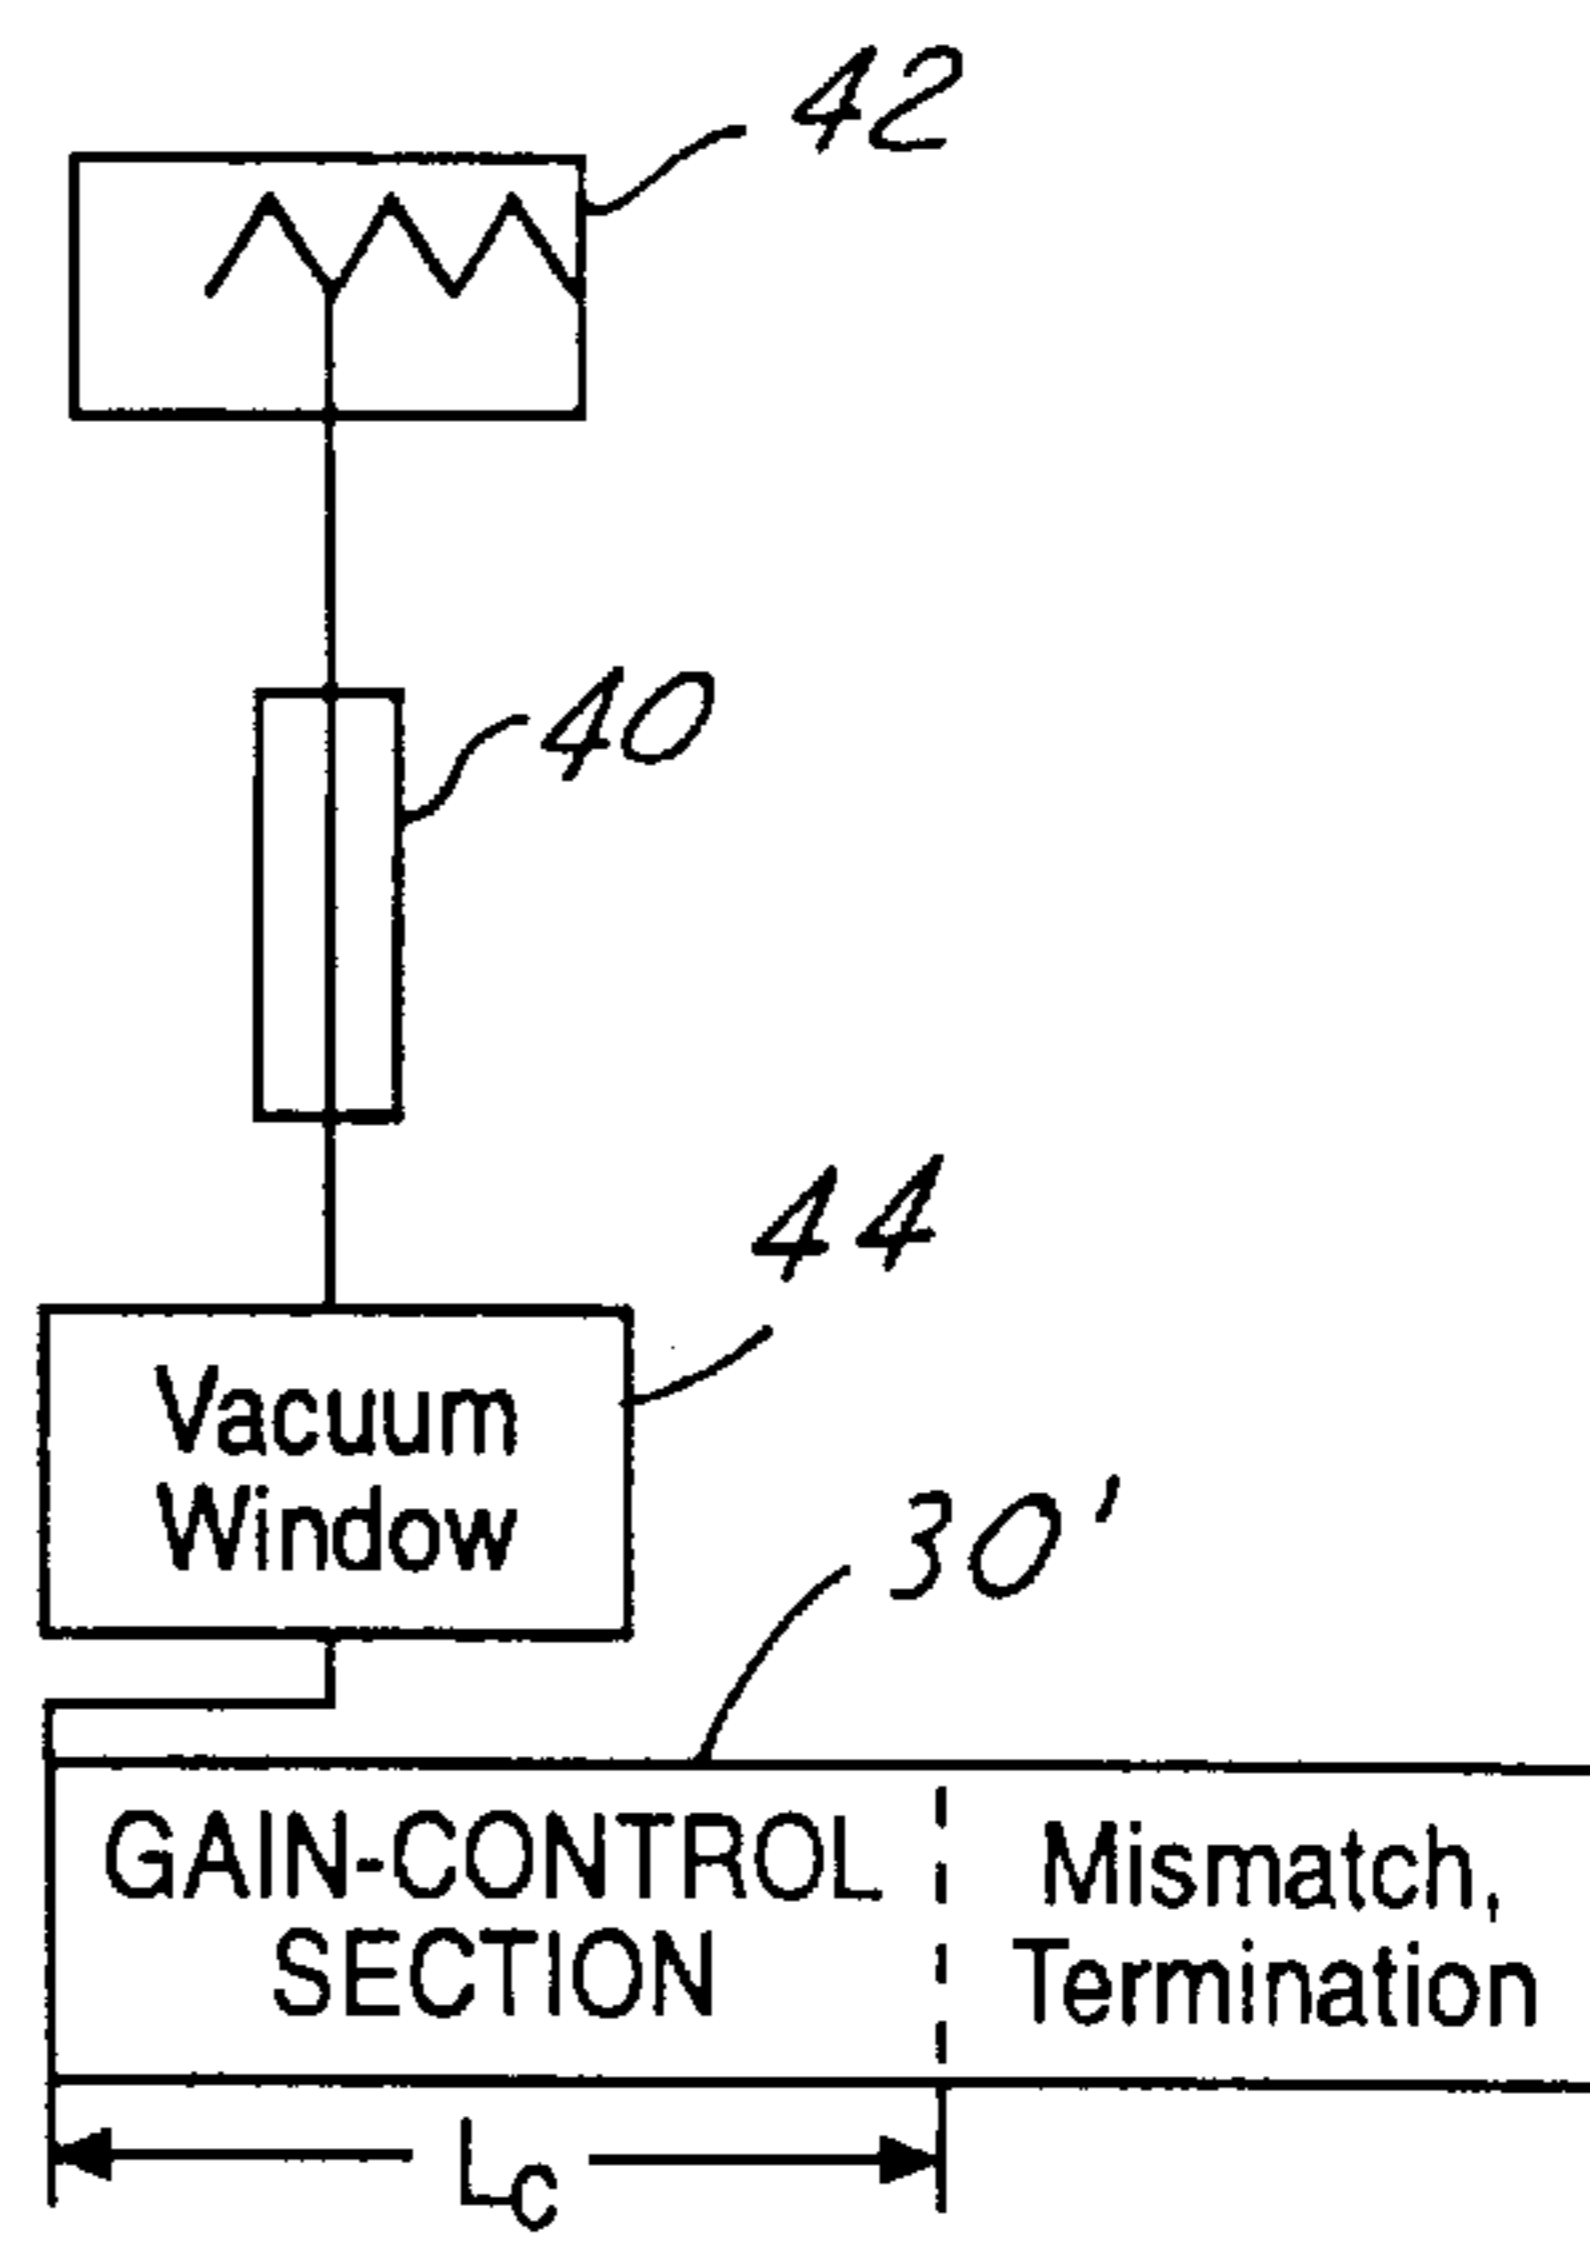 42
40
44
Vacuum
Window
30'
GAIN-CONTROL
SECTION
Mismatch,
Termination
Lc